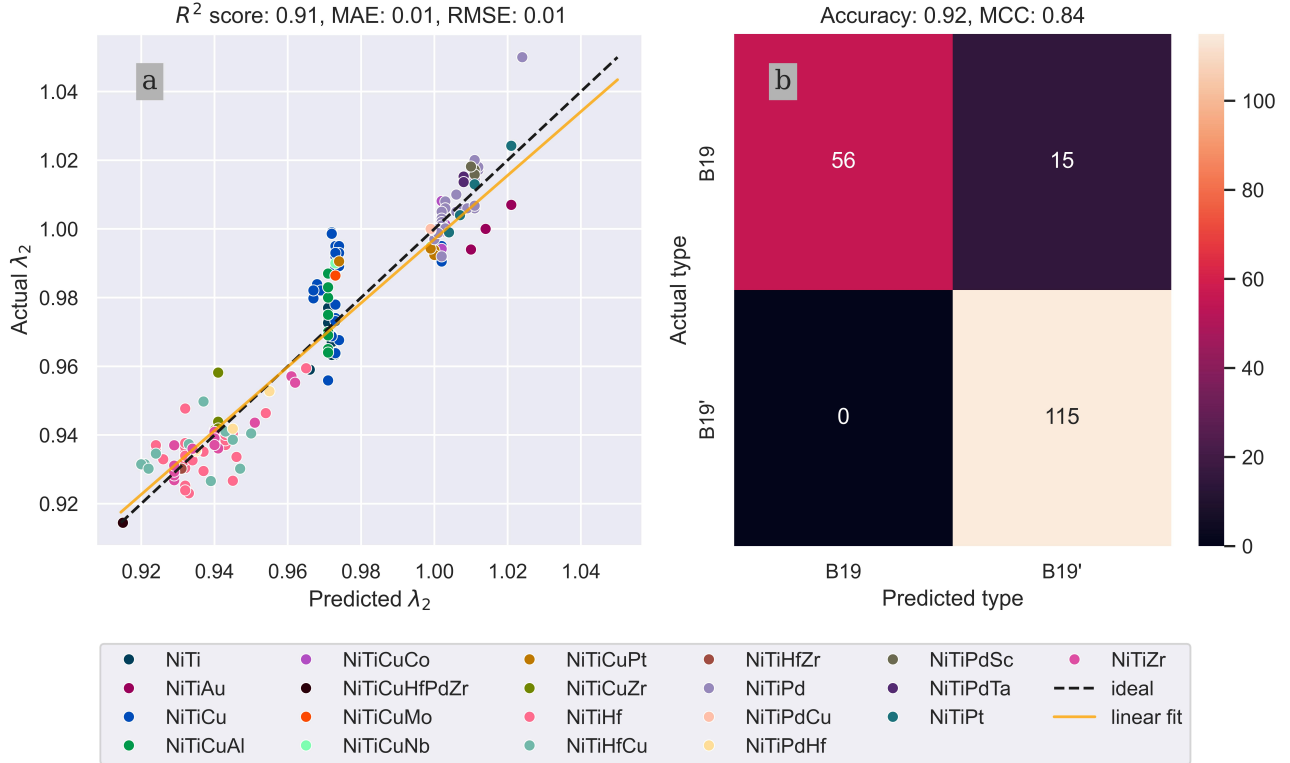 R² score: 0.91, MAE: 0.01, RMSE: 0.01
a
1.04
1.02
1.00
0.98
0.96
0.94
0.92
Actual λ₂
0.92 0.94 0.96 0.98 1.00 1.02 1.04
Predicted λ₂
Accuracy: 0.92, MCC: 0.84
b
56 15
0 115
B19
B19'
Actual type
B19 B19'
Predicted type
100
80
60
40
20
0
NiTi NiTiCuCo NiTiCuPt NiTiHfZr NiTiPdSc NiTiZr
NiTiAu NiTiCuHfPdZr NiTiCuZr NiTiPd NiTiPdTa ideal
NiTiCu NiTiCuMo NiTiHf NiTiPdCu NiTiPt linear fit
NiTiCuAl NiTiCuNb NiTiHfCu NiTiPdHf